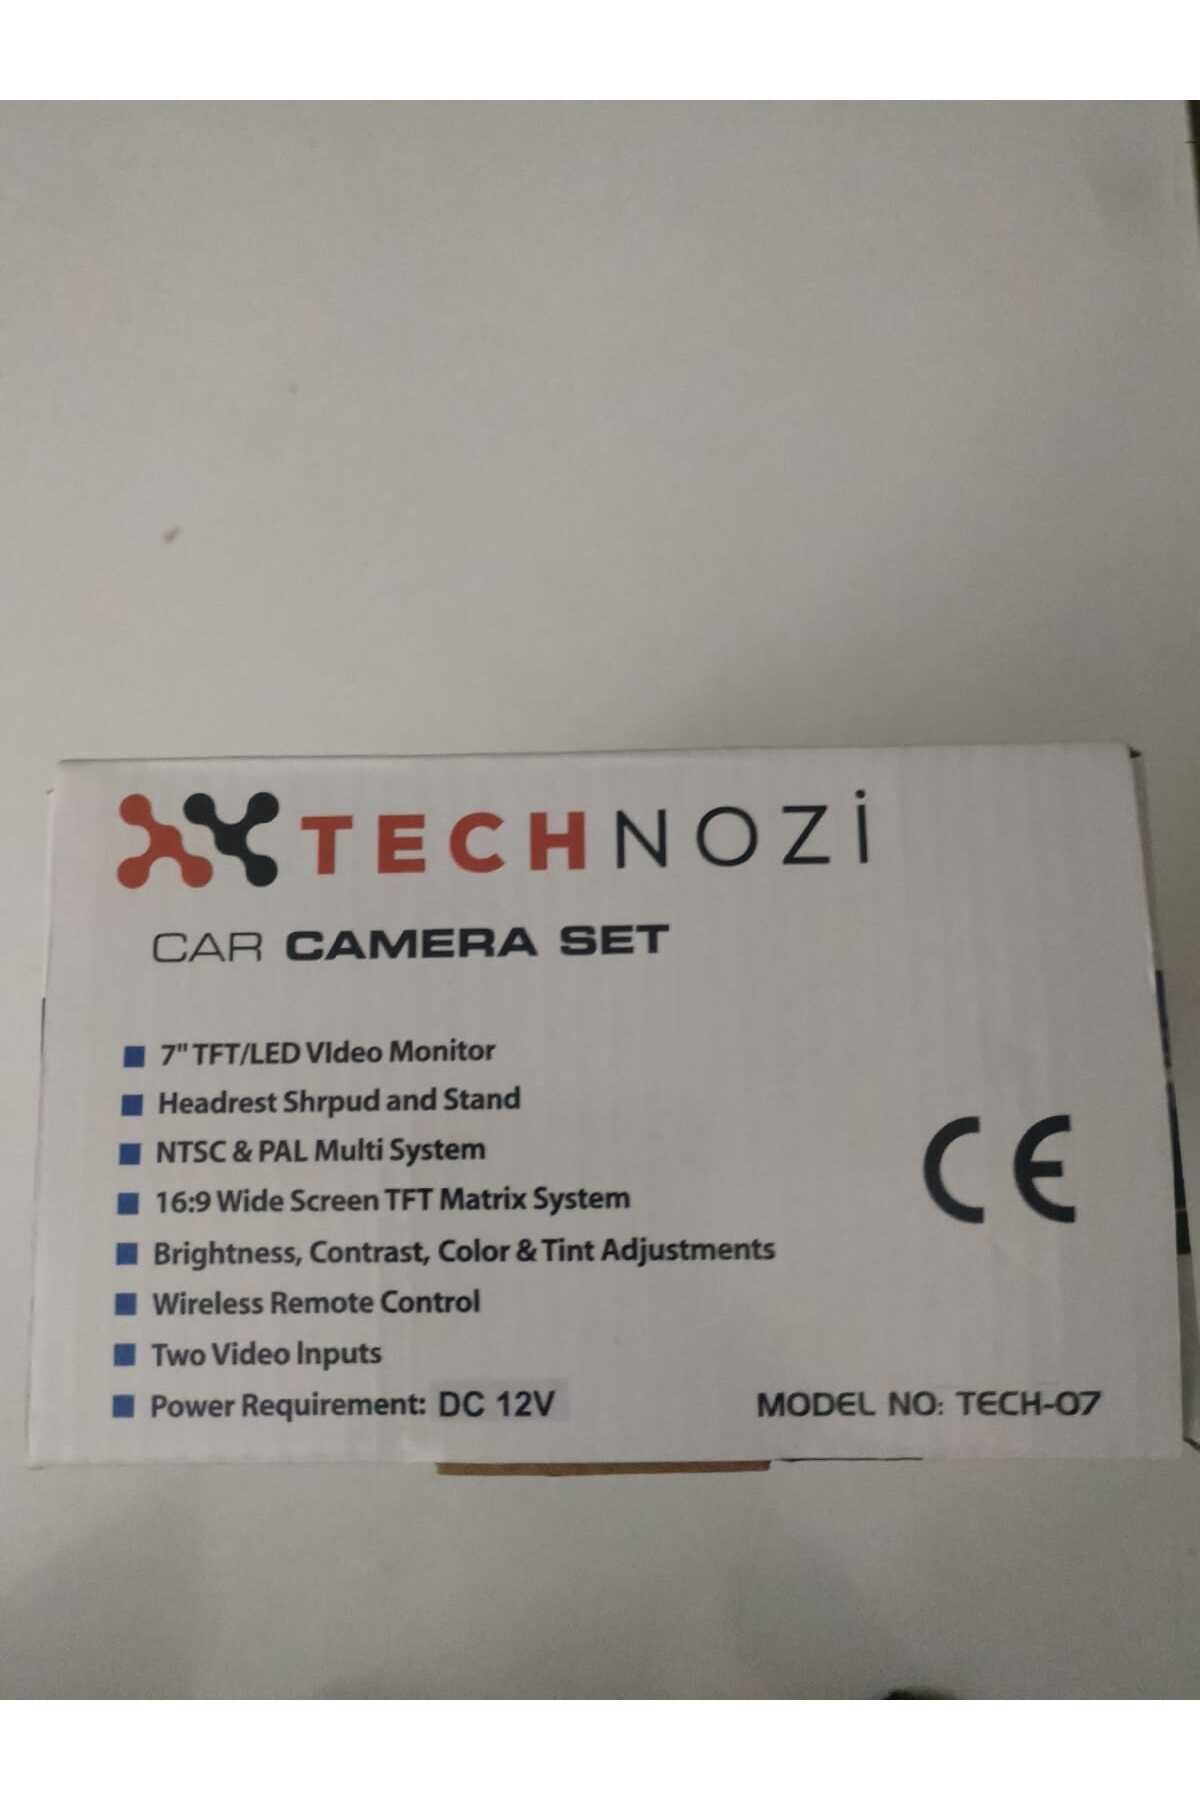 TECHNOZİ
CAR CAMERA SET
7" TFT/LED VIdeo Monitor
Headrest Shrpud and Stand
NTSC & PAL Multi System
16:9 Wide Screen TFT Matrix System
Brightness, Contrast, Color & Tint Adjustments
Wireless Remote Control
Two Video Inputs
Power Requirement: DC 12V
CE
MODEL NO: TECH-07